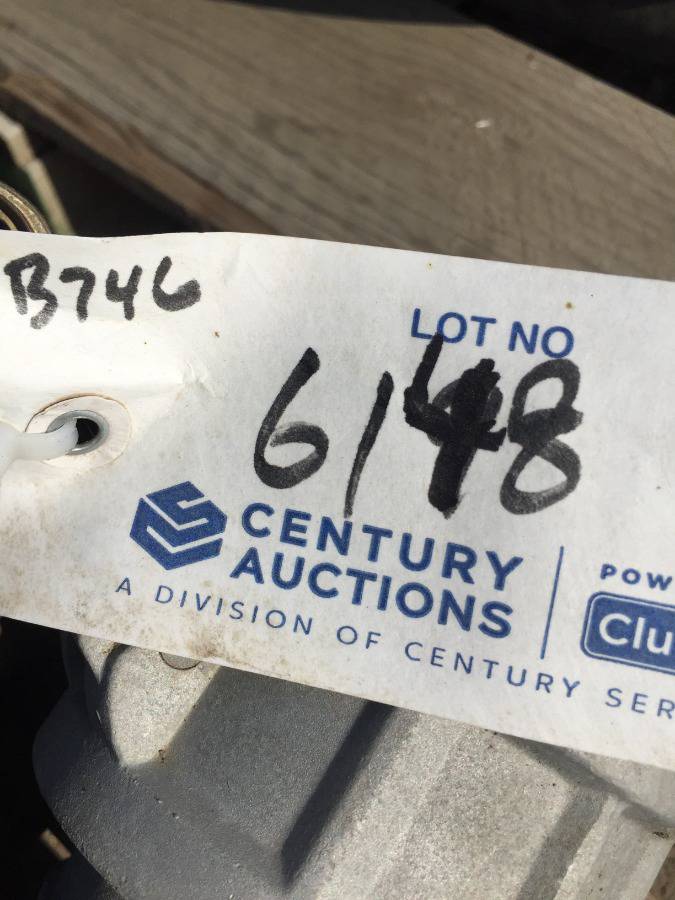 B746
LOT NO
6148
CENTURY
AUCTIONS
A DIVISION OF CENTURY SER
POW
Clu